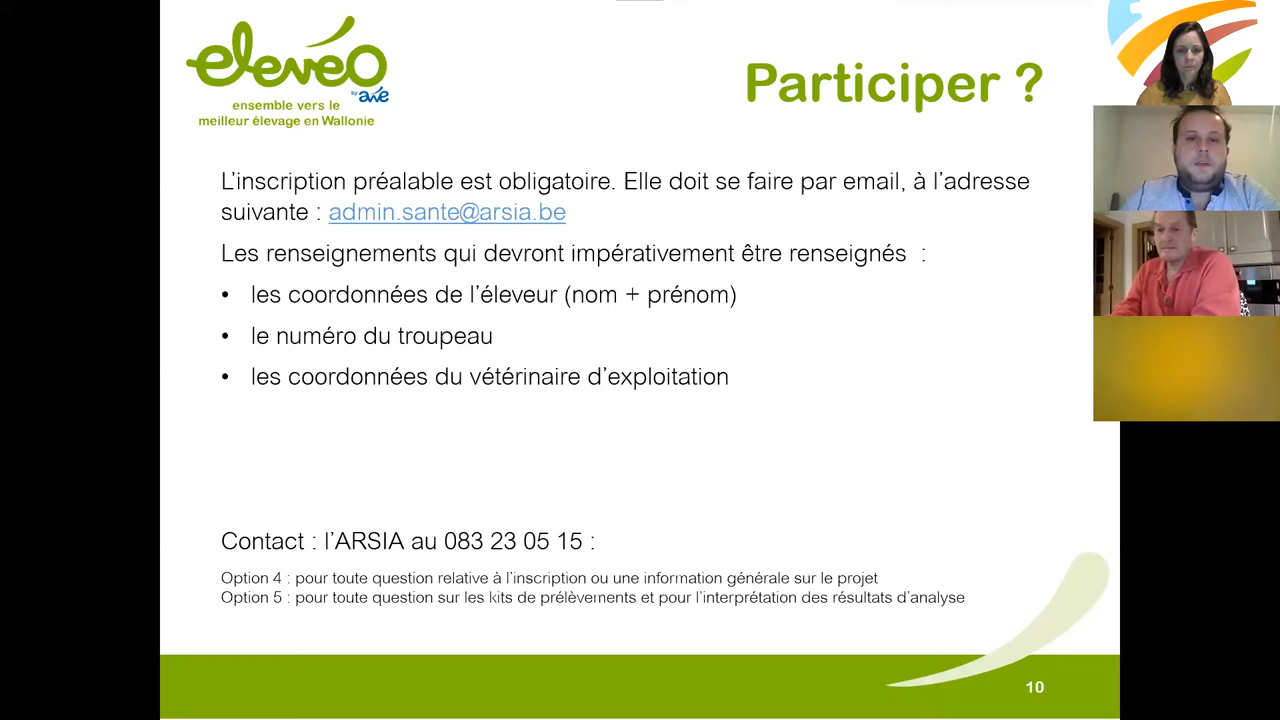 elevéo
by awé
ensemble vers le
meilleur élevage en Wallonie
Participer ?
L'inscription préalable est obligatoire. Elle doit se faire par email, à l'adresse
suivante : admin.sante@arsia.be
Les renseignements qui devront impérativement être renseignés :
• les coordonnées de l'éleveur (nom + prénom)
• le numéro du troupeau
• les coordonnées du vétérinaire d'exploitation
Contact : l'ARSIA au 083 23 05 15 :
Option 4 : pour toute question relative à l'inscription ou une information générale sur le projet
Option 5 : pour toute question sur les kits de prélèvements et pour l'interprétation des résultats d'analyse
10